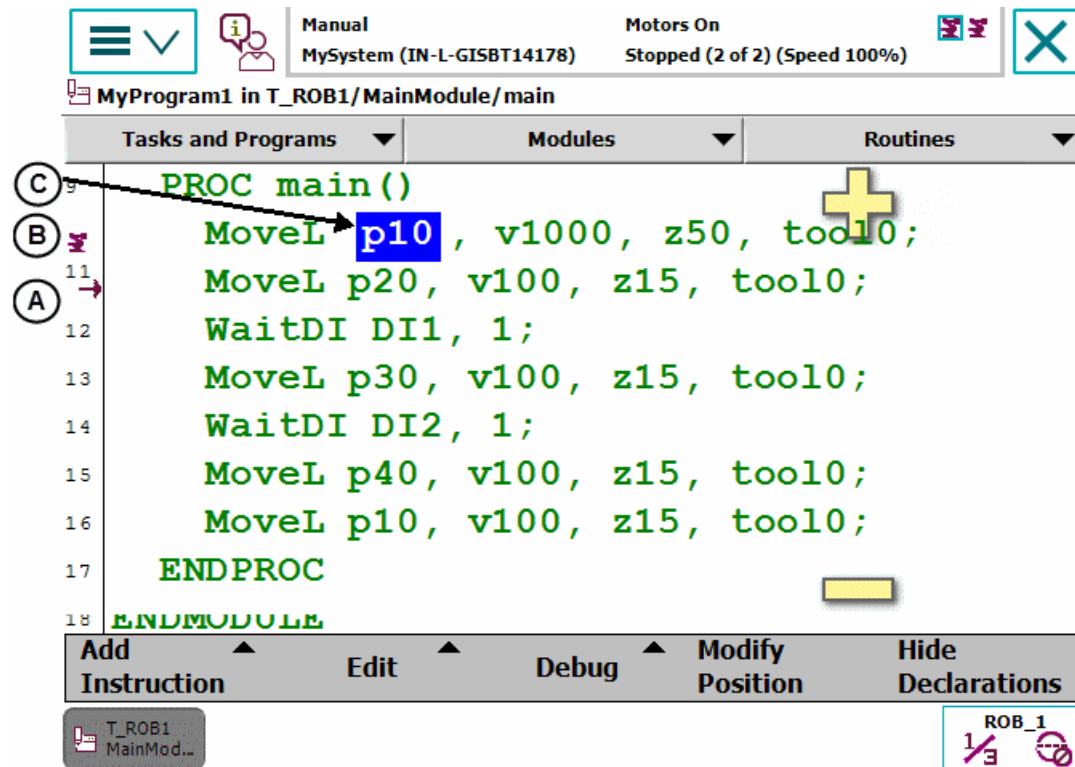 Manual
Motors On
MySystem (IN-L-GISBT14178)
Stopped (2 of 2) (Speed 100%)
MyProgram1 in T_ROB1/MainModule/main
Tasks and Programs
Modules
Routines
C
9 PROC main()
B
MoveL p10 , v1000, z50, tool0;
A
11 MoveL p20, v100, z15, tool0;
12 WaitDI DI1, 1;
13 MoveL p30, v100, z15, tool0;
14 WaitDI DI2, 1;
15 MoveL p40, v1000, z15, tool0;
16 MoveL p10, v100, z15, tool0;
17 ENDPROC
18 ENDMODULE
Add Instruction
Edit
Debug
Modify Position
Hide Declarations
T_ROB1
MainMod...
ROB_1
1/3